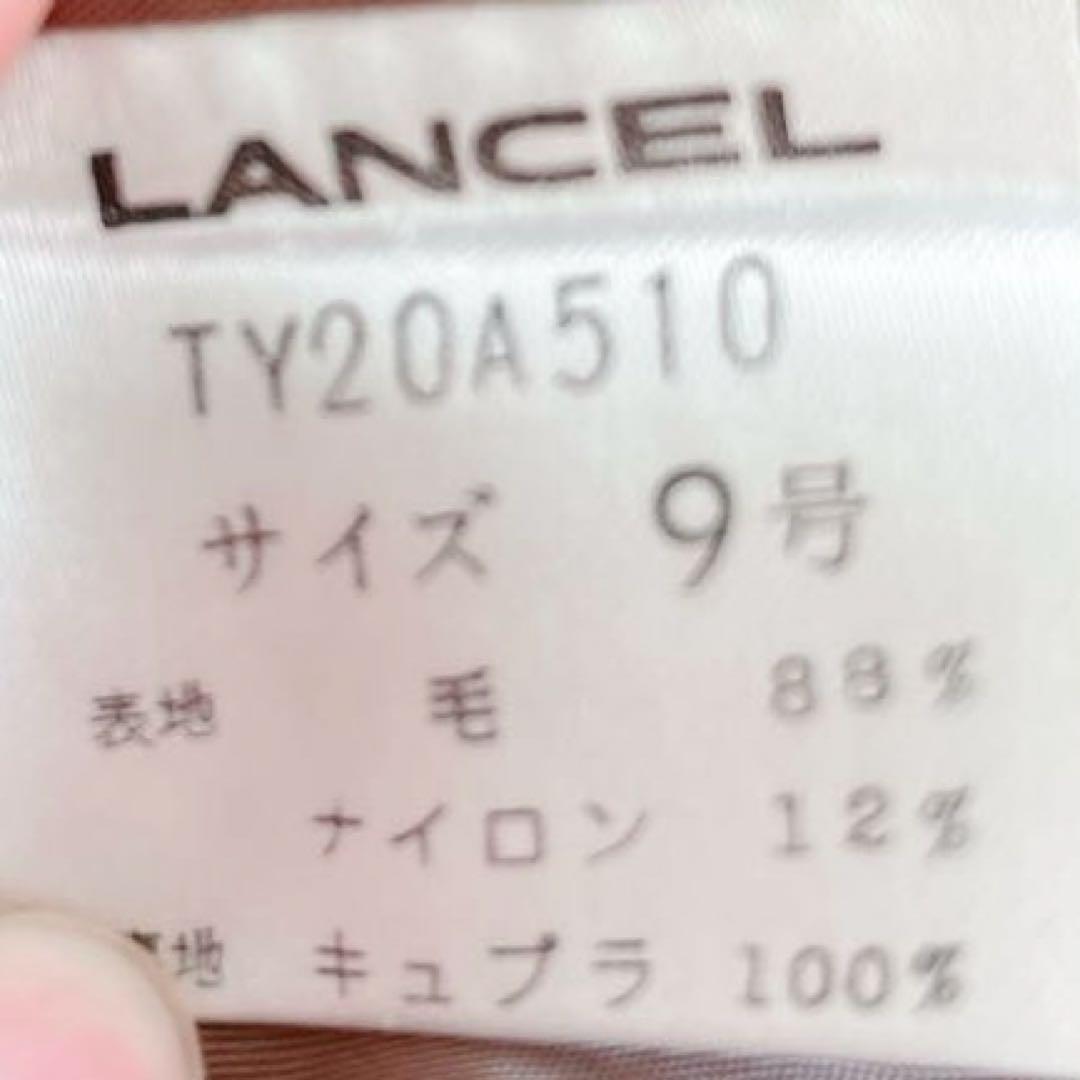 LANCEL
TY20A510
サイズ 9号
表地 毛 88%
ナイロン 12%
地 キュプラ 100%